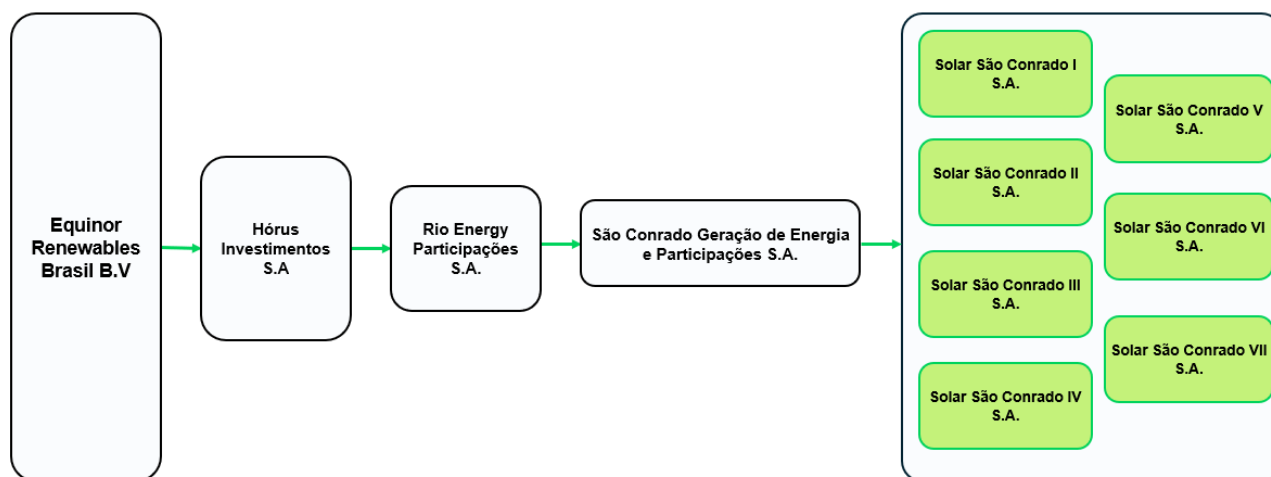 Equinor
Renewables
Brasil B.V
Hórus
Investimentos
S.A
Rio Energy
Participações
S.A.
São Conrado Geração de Energia
e Participações S.A.
Solar São Conrado I
S.A.
Solar São Conrado II
S.A.
Solar São Conrado III
S.A.
Solar São Conrado IV
S.A.
Solar São Conrado V
S.A.
Solar São Conrado VI
S.A.
Solar São Conrado VII
S.A.